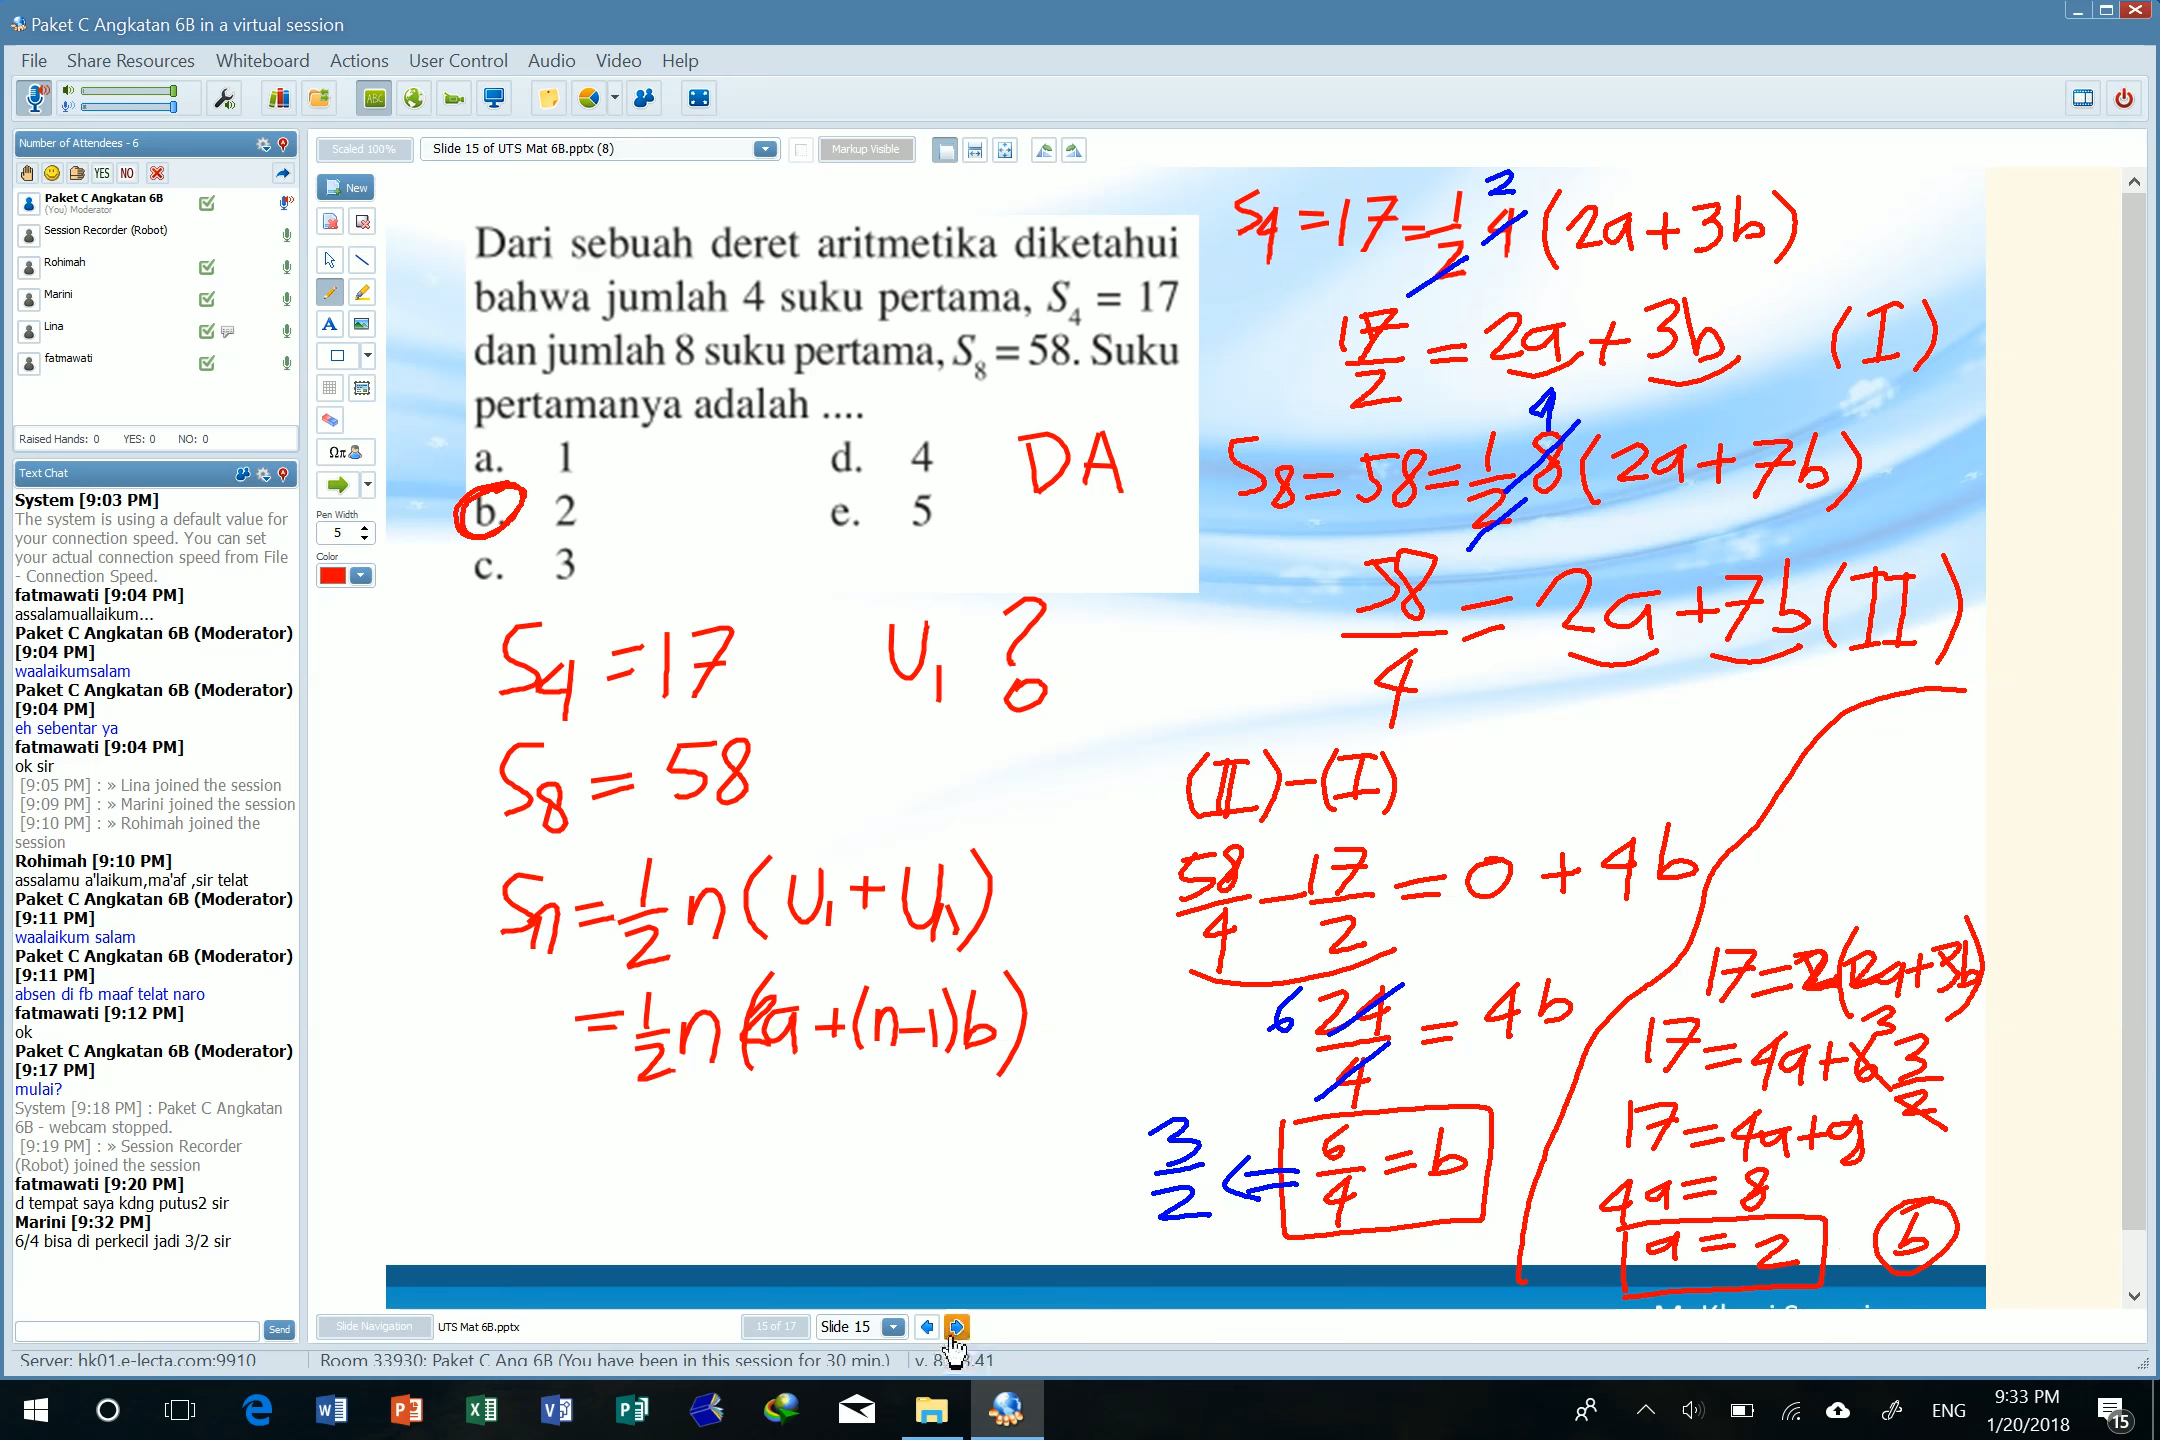 Paket C Angkatan 6B in a virtual session
File Share Resources Whiteboard Actions User Control Audio Video Help
Number of Attendees - 6
YES NO
Paket C Angkatan 6B
(You) Moderator
Session Recorder (Robot)
Rohimah
Marini
Lina
fatmawati
Raised Hands: 0 YES: 0 NO: 0
Text Chat
System [9:03 PM]
The system is using a default value for
your connection speed. You can set
your actual connection speed from File
- Connection Speed.
fatmawati [9:04 PM]
assalamuallaikum...
Paket C Angkatan 6B (Moderator)
[9:04 PM]
waalaikumsalam
Paket C Angkatan 6B (Moderator)
[9:04 PM]
eh sebentar ya
fatmawati [9:04 PM]
ok sir
[9:05 PM] : » Lina joined the session
[9:09 PM] : » Marini joined the session
[9:10 PM] : » Rohimah joined the
session
Rohimah [9:10 PM]
assalamu a'laikum,ma'af ,sir telat
Paket C Angkatan 6B (Moderator)
[9:11 PM]
waalaikum salam
Paket C Angkatan 6B (Moderator)
[9:11 PM]
absen di fb maaf telat naro
fatmawati [9:12 PM]
ok
Paket C Angkatan 6B (Moderator)
[9:17 PM]
mulai?
System [9:18 PM] : Paket C Angkatan
6B - webcam stopped.
[9:19 PM] : » Session Recorder
(Robot) joined the session
fatmawati [9:20 PM]
d tempat saya kdng putus2 sir
Marini [9:32 PM]
6/4 bisa di perkecil jadi 3/2 sir
Send
Scaled 100%
Slide 15 of UTS Mat 6B.pptx (8)
Markup Visible
New
ABC
A
Ωπ
Pen Width
5
Color
Dari sebuah deret aritmetika diketahui
bahwa jumlah 4 suku pertama, S₄ = 17
dan jumlah 8 suku pertama, S₈ = 58. Suku
pertamanya adalah ....
a. 1 d. 4
b. 2 e. 5
c. 3
DA
S4 = 17 U1 ?
S8 = 58
Sn = 1/2 n (U1 + Un)
= 1/2 n (2a + (n-1)b)
2
S4 = 17 = 1/2 4 (2a + 3b)
17/2 = 2a + 3b (I)
4
S8 = 58 = 1/2 8 (2a + 7b)
58/4 = 2a + 7b (II)
(II) - (I)
58/4 - 17/2 = 0 + 4b
6 24/4 = 4b
3/2 ⇐ 6/4 = b
17 = 2(2a + 3b)
17 = 4a + 6 3/2
3
17 = 4a + 9
4a = 8
a = 2
b
Slide Navigation
UTS Mat 6B.pptx
15 of 17
Slide 15
Server: hk01.e-lecta.com:9910
Room 33930: Paket C Ang 6B (You have been in this session for 30 min.)
ENG
9:33 PM
1/20/2018
15